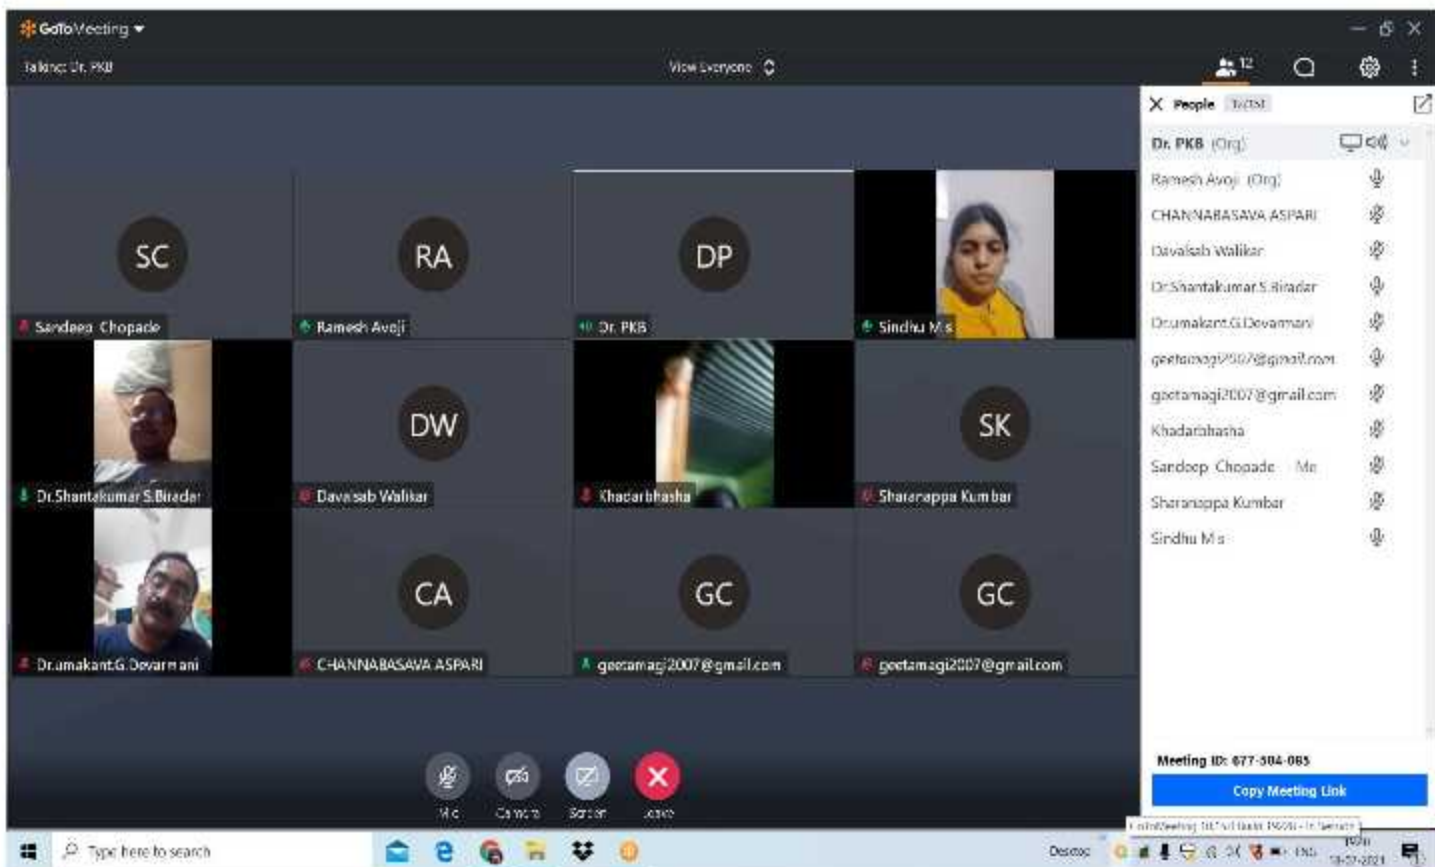 GoToMeeting
Talking: Dr. PKB
View Everyone
12
People
Dr. PKB (Org)
Ramesh Avoji (Org)
CHANNABASAVA ASPARI
Davalsab Walikar
Dr.Shantakumar.S.Biradar
Dr.umakant.G.Devarmani
geetamagi2007@gmail.com
geetamagi2007@gmail.com
Khadarbhasha
Sandeep Chopade Me
Sharanappa Kumbar
Sindhu M s
SC
RA
DP
Sandeep Chopade
Ramesh Avoji
Dr. PKB
Sindhu M s
DW
SK
Dr.Shantakumar.S.Biradar
Davalsab Walikar
Khadarbhasha
Sharanappa Kumbar
CA
GC
GC
Dr.umakant.G.Devarmani
CHANNABASAVA ASPARI
geetamagi2007@gmail.com
geetamagi2007@gmail.com
Mic
Camera
Screen
Leave
Meeting ID: 677-504-085
Copy Meeting Link
Type here to search
Desktop
ENG